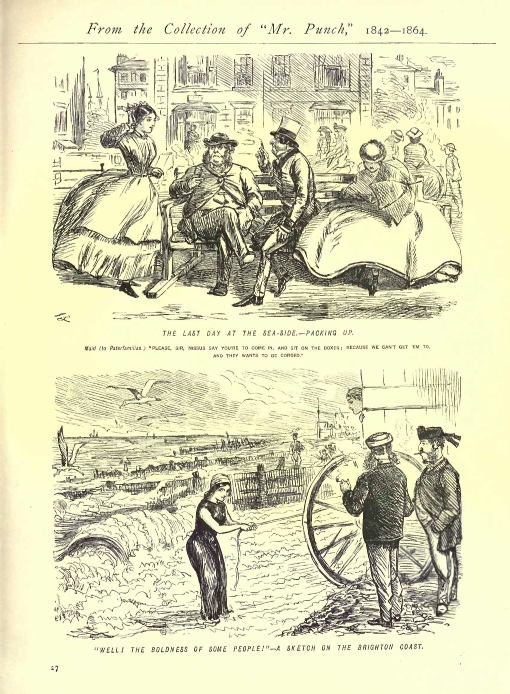 From the Collection of "Mr. Punch," 1842—1864.
THE LAST DAY AT THE SEA-SIDE.—PACKING UP.
Maid (to Paterfamilias.) "PLEASE, SIR, MISSUS SAY YOU'RE TO COME IN, AND SIT ON THE BOXES; BECAUSE WE CAN'T GET 'EM TO,
AND THEY WANTS TO BE CORDED."
"WELL! THE BOLDNESS OF SOME PEOPLE!"—A SKETCH ON THE BRIGHTON COAST.
27